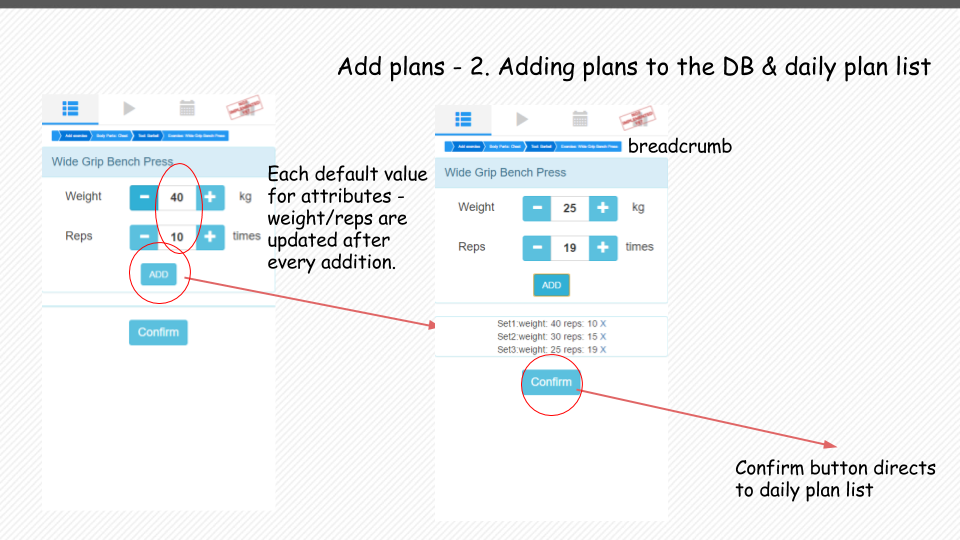 Add plans - 2. Adding plans to the DB & daily plan list
Add exercise Body Parts: Chest Tool: Barbell Exercise: Wide Grip Bench Press
Wide Grip Bench Press
Weight
40
kg
Reps
10
times
ADD
Confirm
Each default value
for attributes -
weight/reps are
updated after
every addition.
Add exercise Body Parts: Chest Tool: Barbell Exercise: Wide Grip Bench Press
breadcrumb
Wide Grip Bench Press
Weight
25
kg
Reps
19
times
ADD
Set1:weight: 40 reps: 10 X
Set2:weight: 30 reps: 15 X
Set3:weight: 25 reps: 19 X
Confirm
Confirm button directs
to daily plan list